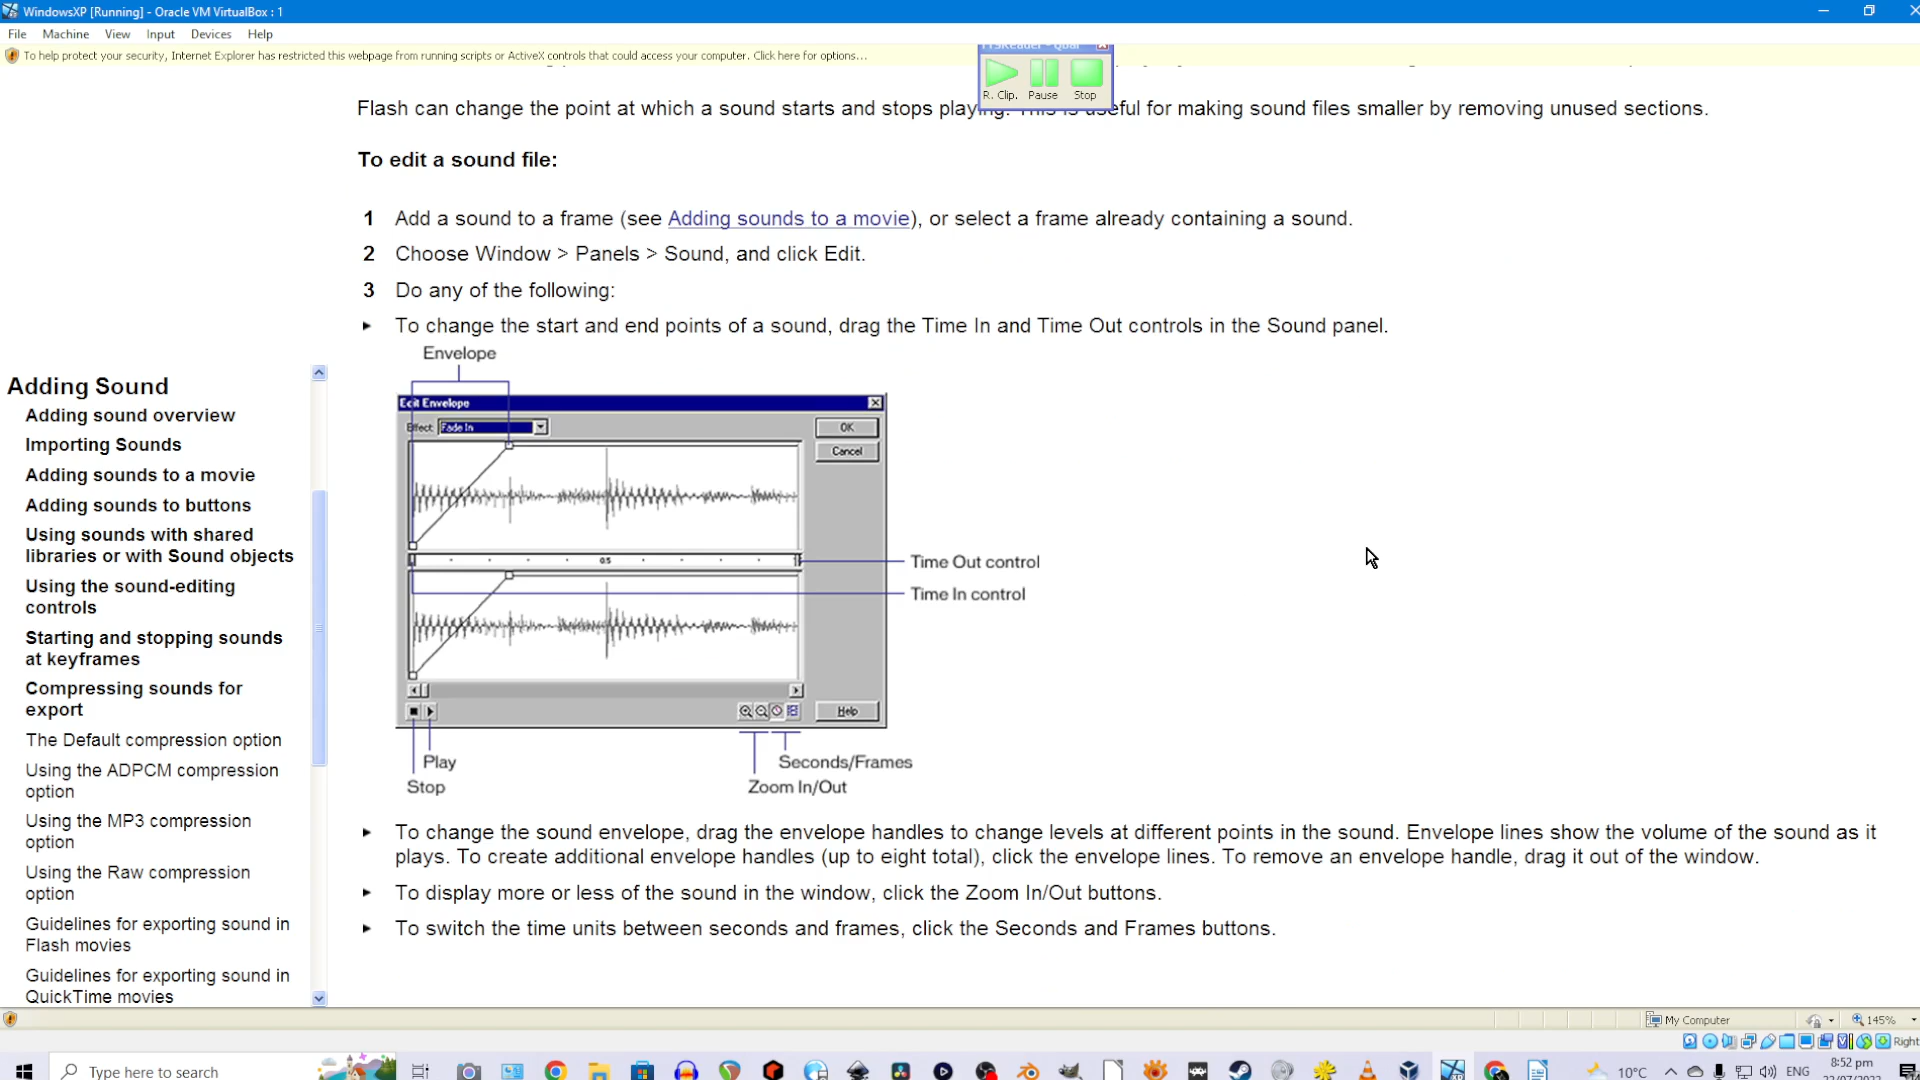 WindowsXP [Running] - Oracle VM VirtualBox : 1
File Machine View Input Devices Help
To help protect your security, Internet Explorer has restricted this webpage from running scripts or ActiveX controls that could access your computer. Click here for options...
R. Clip. Pause Stop
Flash can change the point at which a sound starts and stops playing. This is useful for making sound files smaller by removing unused sections.
To edit a sound file:
1 Add a sound to a frame (see Adding sounds to a movie), or select a frame already containing a sound.
2 Choose Window > Panels > Sound, and click Edit.
3 Do any of the following:
To change the start and end points of a sound, drag the Time In and Time Out controls in the Sound panel.
Envelope
Edit Envelope
Effect: Fade In
OK
Cancel
0.5
Time Out control
Time In control
Help
Play
Stop
Seconds/Frames
Zoom In/Out
To change the sound envelope, drag the envelope handles to change levels at different points in the sound. Envelope lines show the volume of the sound as it
plays. To create additional envelope handles (up to eight total), click the envelope lines. To remove an envelope handle, drag it out of the window.
To display more or less of the sound in the window, click the Zoom In/Out buttons.
To switch the time units between seconds and frames, click the Seconds and Frames buttons.
Adding Sound
Adding sound overview
Importing Sounds
Adding sounds to a movie
Adding sounds to buttons
Using sounds with shared
libraries or with Sound objects
Using the sound-editing
controls
Starting and stopping sounds
at keyframes
Compressing sounds for
export
The Default compression option
Using the ADPCM compression
option
Using the MP3 compression
option
Using the Raw compression
option
Guidelines for exporting sound in
Flash movies
Guidelines for exporting sound in
QuickTime movies
My Computer
145%
Right
Type here to search
10°C
ENG
8:52 pm